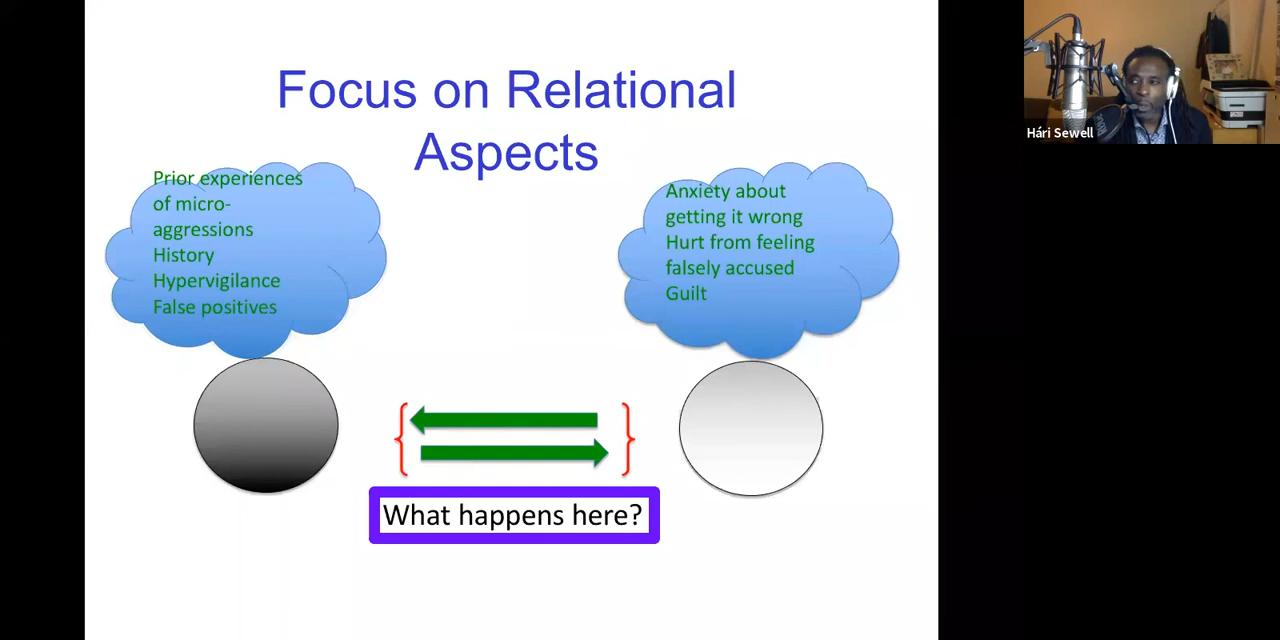 Focus on Relational
Aspects
Prior experiences
of micro-
aggressions
History
Hypervigilance
False positives
Anxiety about
getting it wrong
Hurt from feeling
falsely accused
Guilt
What happens here?
Hári Sewell